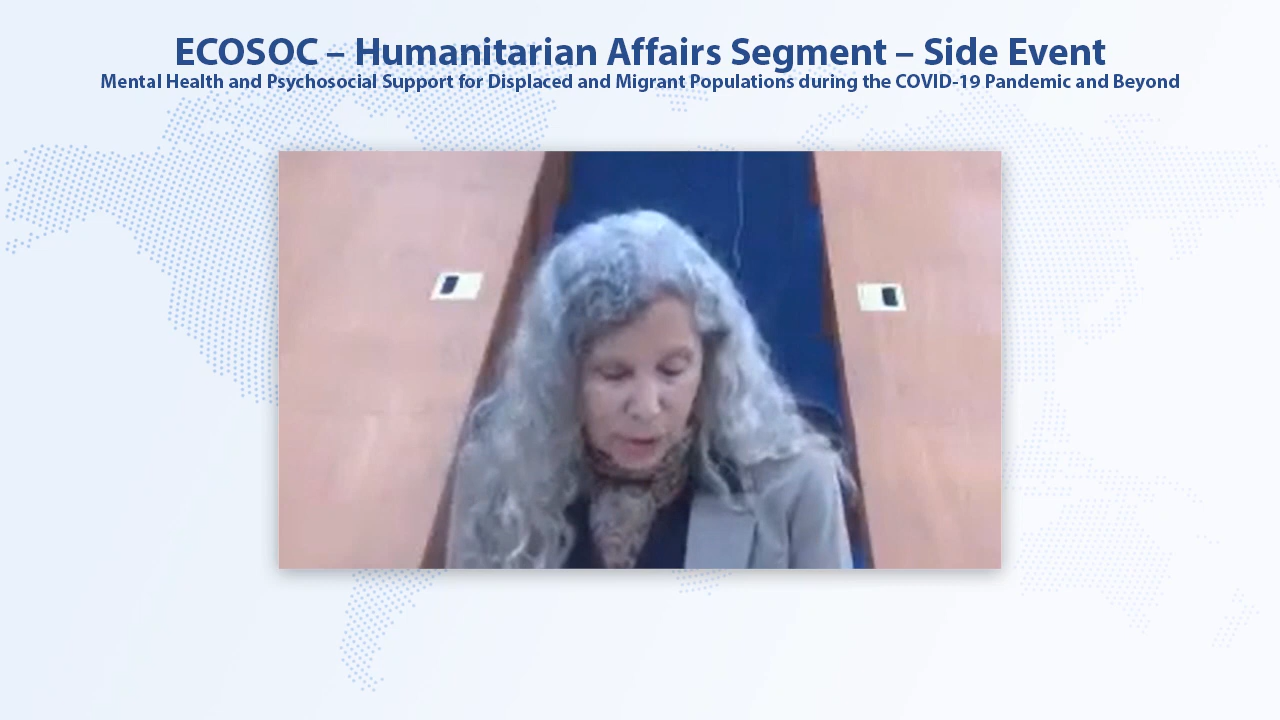 ECOSOC – Humanitarian Affairs Segment – Side Event
Mental Health and Psychosocial Support for Displaced and Migrant Populations during the COVID-19 Pandemic and Beyond